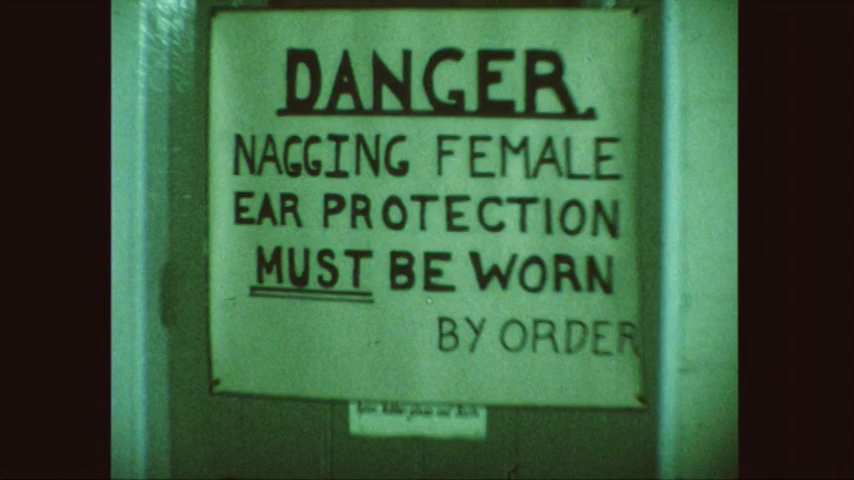 DANGER.
NAGGING FEMALE
EAR PROTECTION
MUST BE WORN
BY ORDER